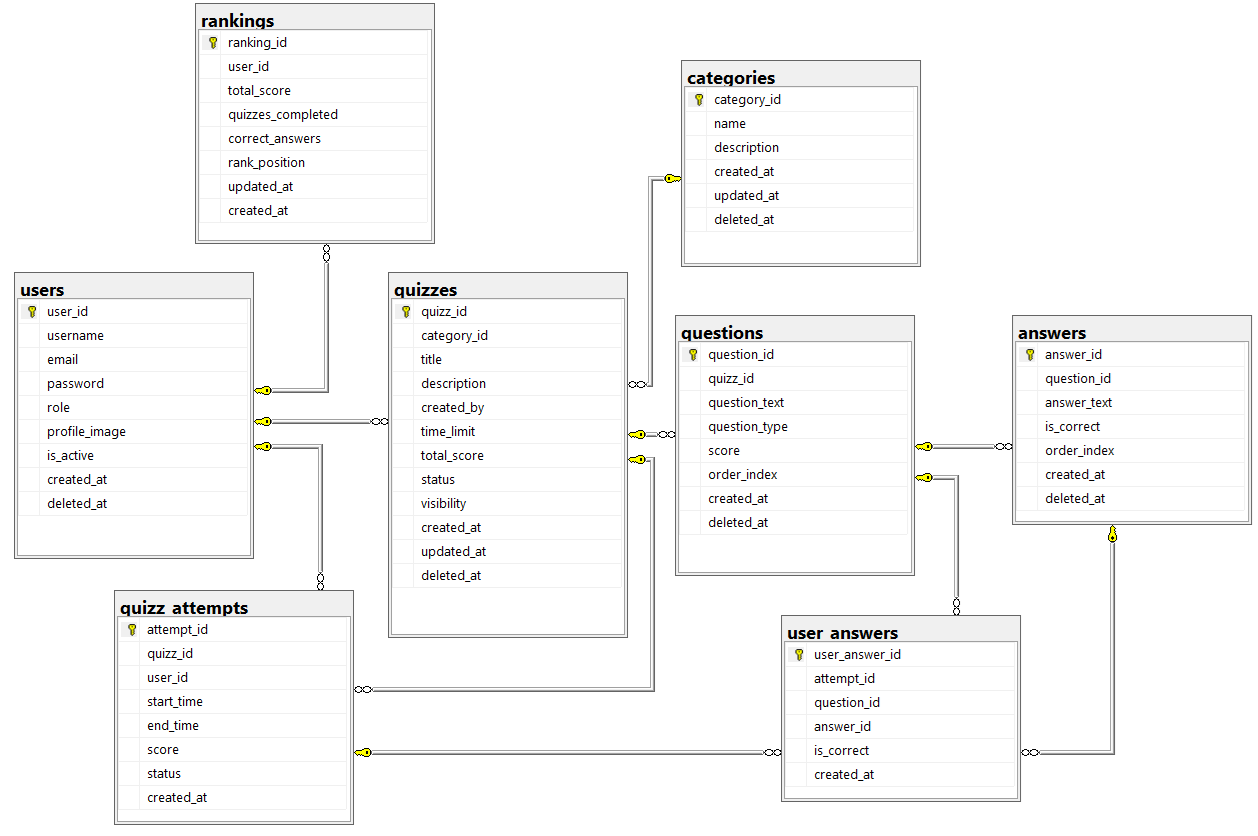 rankings
ranking_id
user_id
total_score
quizzes_completed
correct_answers
rank_position
updated_at
created_at
categories
category_id
name
description
created_at
updated_at
deleted_at
users
user_id
username
email
password
role
profile_image
is_active
created_at
deleted_at
quizzes
quizz_id
category_id
title
description
created_by
time_limit
total_score
status
visibility
created_at
updated_at
deleted_at
questions
question_id
quizz_id
question_text
question_type
score
order_index
created_at
deleted_at
answers
answer_id
question_id
answer_text
is_correct
order_index
created_at
deleted_at
quizz_attempts
attempt_id
quizz_id
user_id
start_time
end_time
score
status
created_at
user_answers
user_answer_id
attempt_id
question_id
answer_id
is_correct
created_at